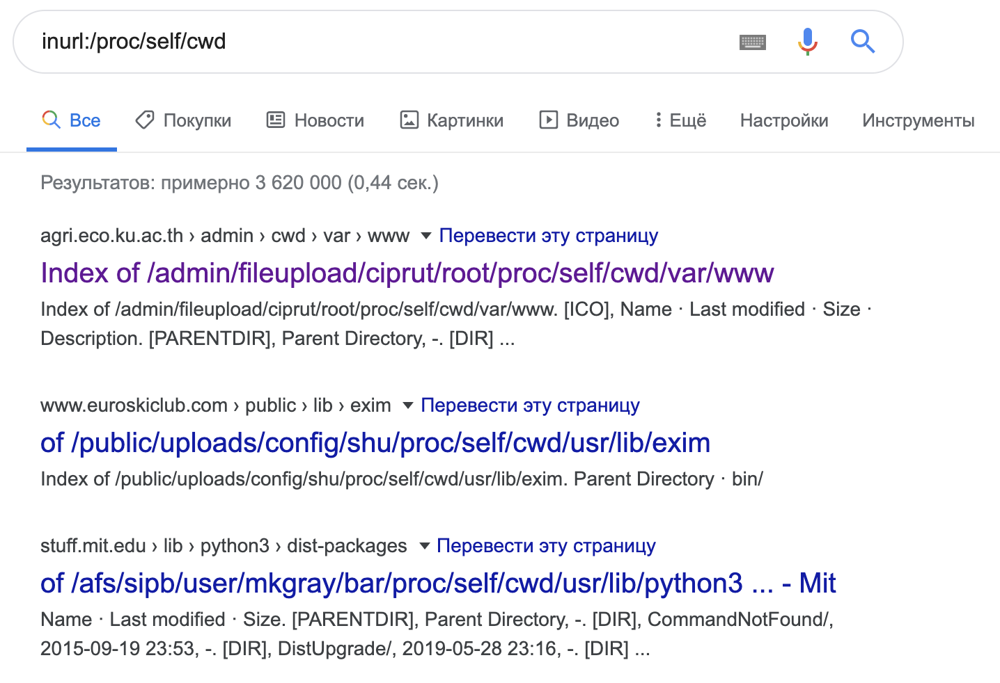 inurl:/proc/self/cwd
Все Покупки Новости Картинки Видео Ещё Настройки Инструменты
Результатов: примерно 3 620 000 (0,44 сек.)
agri.eco.ku.ac.th › admin › cwd › var › www Перевести эту страницу
Index of /admin/fileupload/ciprut/root/proc/self/cwd/var/www
Index of /admin/fileupload/ciprut/root/proc/self/cwd/var/www. [ICO], Name · Last modified · Size ·
Description. [PARENTDIR], Parent Directory, -. [DIR] ...
www.euroskiclub.com › public › lib › exim Перевести эту страницу
of /public/uploads/config/shu/proc/self/cwd/usr/lib/exim
Index of /public/uploads/config/shu/proc/self/cwd/usr/lib/exim. Parent Directory · bin/
stuff.mit.edu › lib › python3 › dist-packages Перевести эту страницу
of /afs/sipb/user/mkgray/bar/proc/self/cwd/usr/lib/python3 ... - Mit
Name · Last modified · Size. [PARENTDIR], Parent Directory, -. [DIR], CommandNotFound/,
2015-09-19 23:53, -. [DIR], DistUpgrade/, 2019-05-28 23:16, -. [DIR] ...